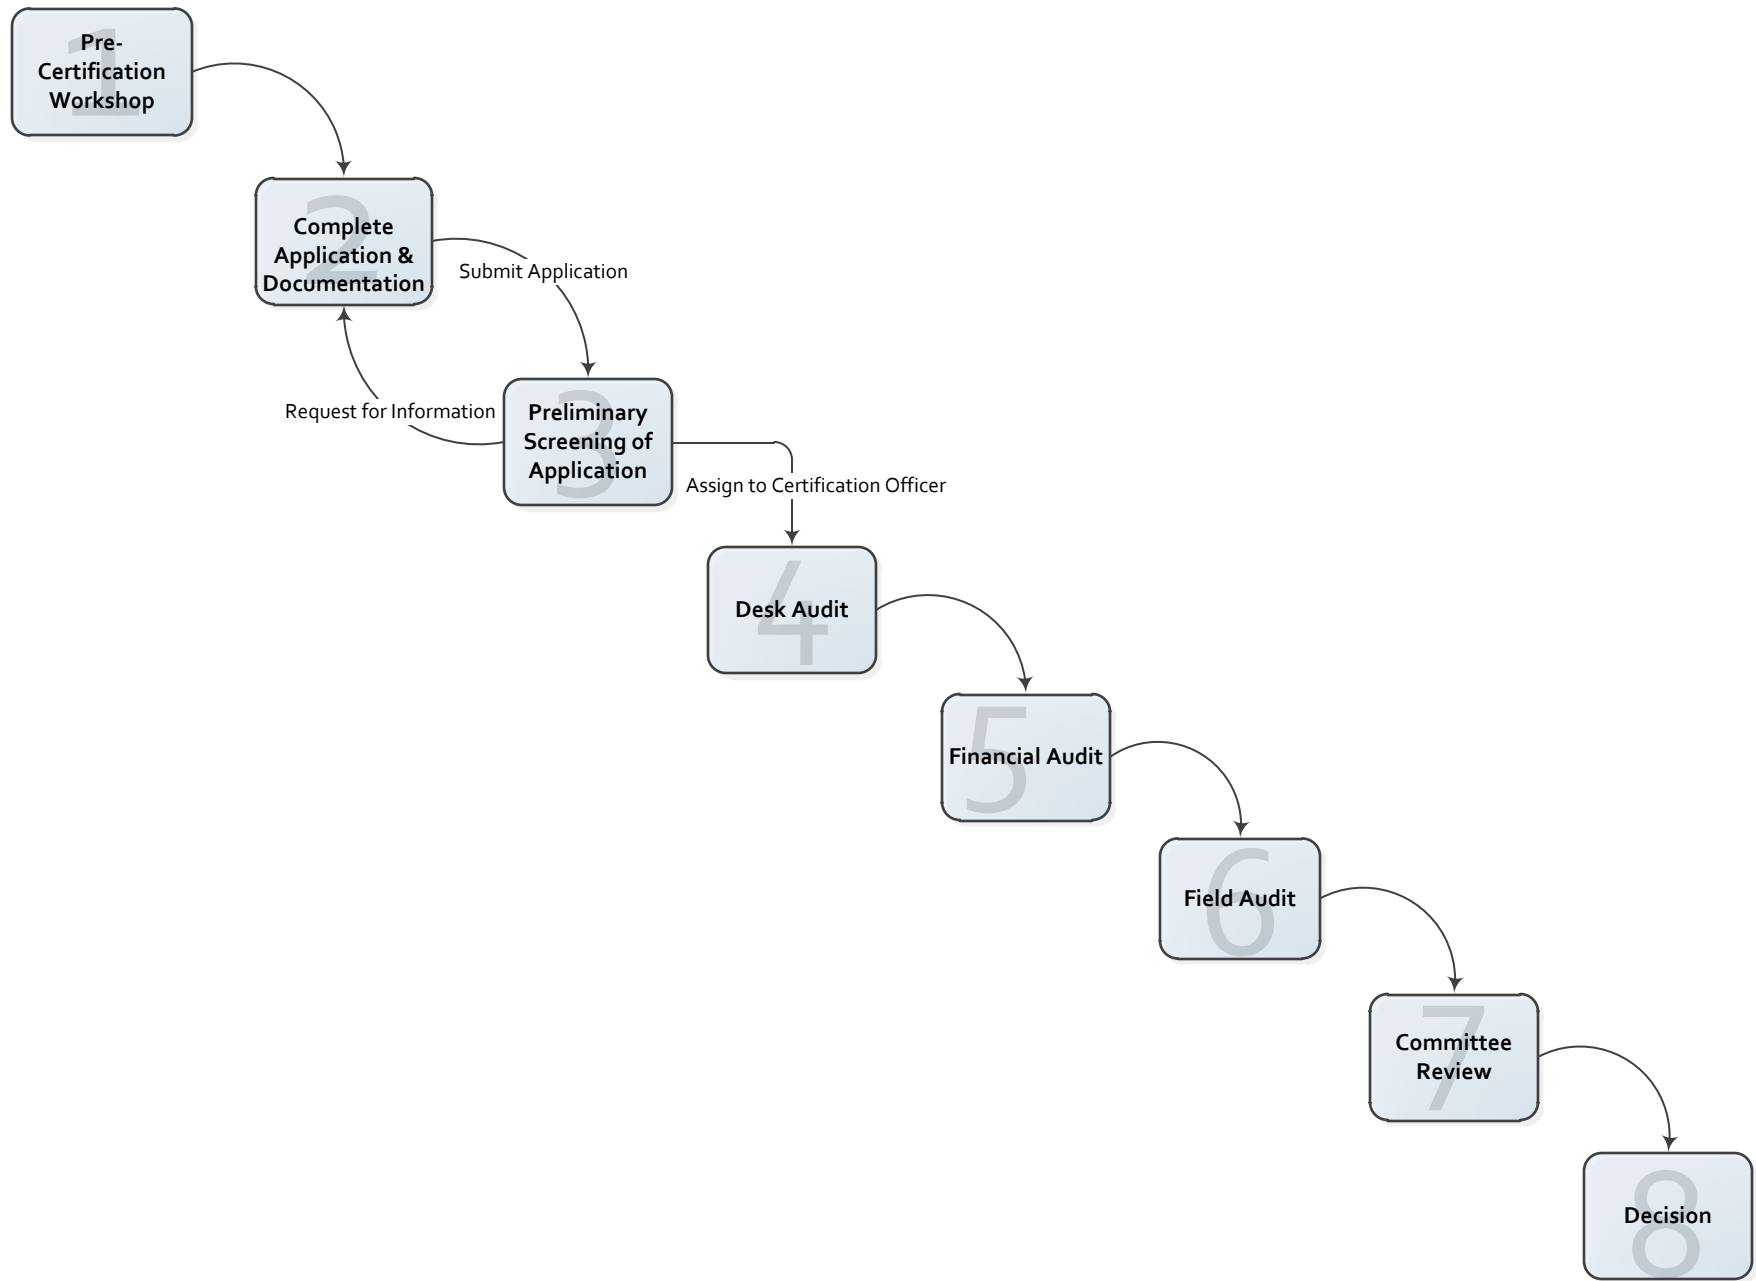 1
Pre-
Certification
Workshop
2
Complete
Application &
Documentation
Submit Application
Request for Information
3
Preliminary
Screening of
Application
Assign to Certification Officer
4
Desk Audit
5
Financial Audit
6
Field Audit
7
Committee
Review
8
Decision